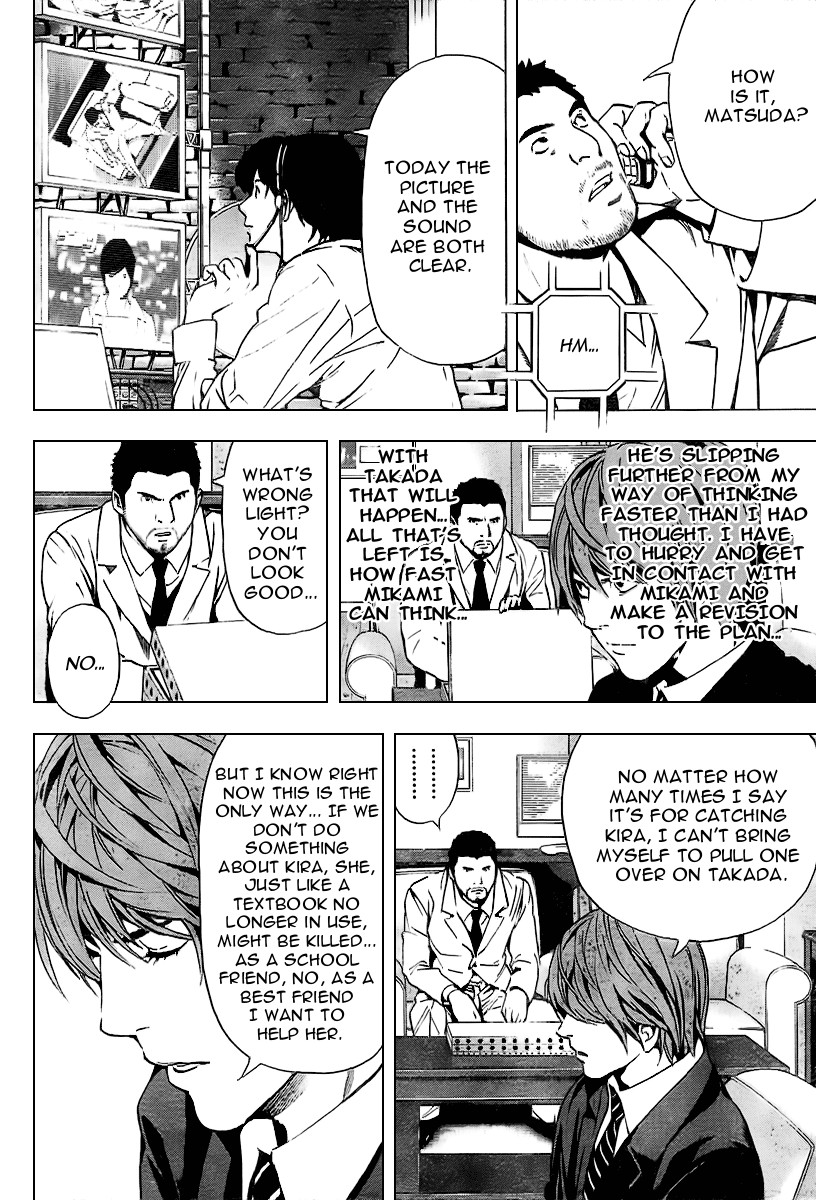 HOW
IS IT,
MATSUDA?
HM...
TODAY THE
PICTURE
AND THE
SOUND
ARE BOTH
CLEAR.
HE'S SLIPPING
FURTHER FROM MY
WAY OF THINKING
FASTER THAN I HAD
THOUGHT. I HAVE
TO HURRY AND GET
IN CONTACT WITH
MIKAMI AND
MAKE A REVISION
TO THE PLAN...
WITH
TAKADA
THAT WILL
HAPPEN...
ALL THAT'S
LEFT IS
HOW FAST
MIKAMI
CAN THINK...
WHAT'S
WRONG
LIGHT?
YOU
DON'T
LOOK
GOOD...
NO...
NO MATTER HOW
MANY TIMES I SAY
IT'S FOR CATCHING
KIRA, I CAN'T BRING
MYSELF TO PULL ONE
OVER ON TAKADA.
........
BUT I KNOW RIGHT
NOW THIS IS THE
ONLY WAY... IF WE
DON'T DO
SOMETHING
ABOUT KIRA, SHE,
JUST LIKE A
TEXTBOOK NO
LONGER IN USE,
MIGHT BE KILLED...
AS A SCHOOL
FRIEND, NO, AS A
BEST FRIEND
I WANT TO
HELP HER.